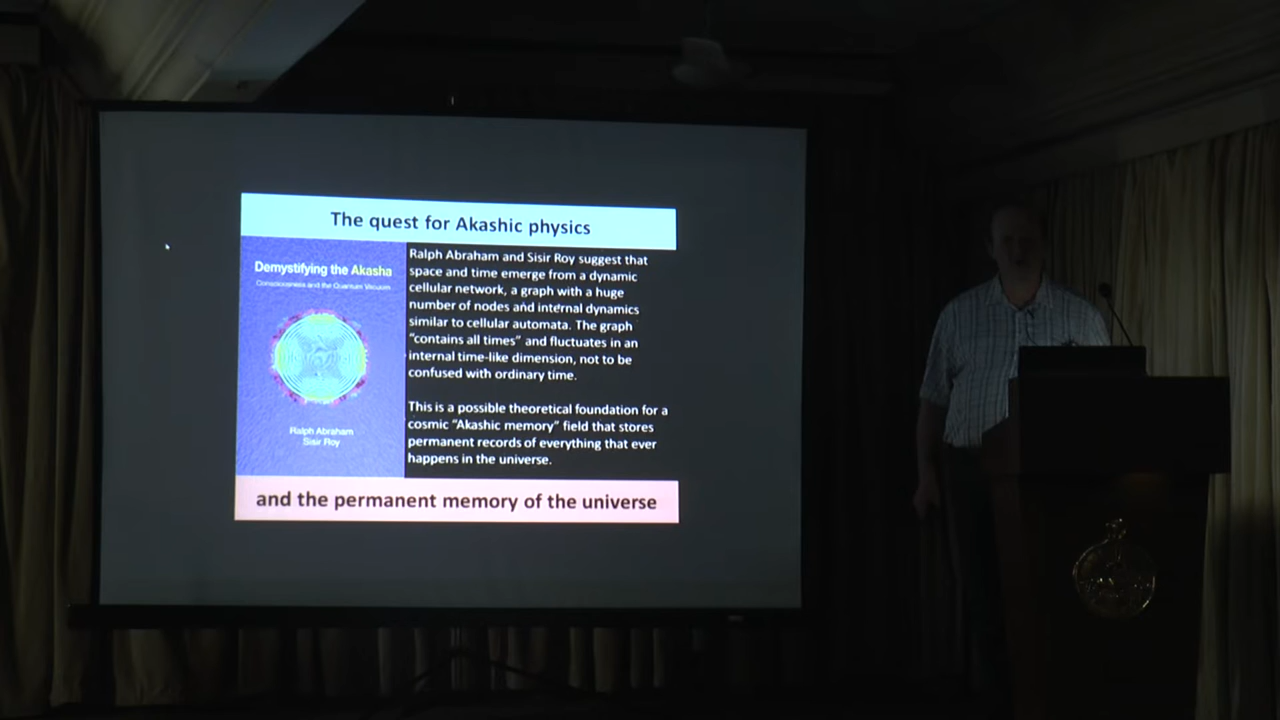 The quest for Akashic physics
Demystifying the Akasha
Consciousness and the Quantum Vacuum
Ralph Abraham
Sisir Roy
Ralph Abraham and Sisir Roy suggest that
space and time emerge from a dynamic
cellular network, a graph with a huge
number of nodes and internal dynamics
similar to cellular automata. The graph
“contains all times” and fluctuates in an
internal time-like dimension, not to be
confused with ordinary time.
This is a possible theoretical foundation for a
cosmic “Akashic memory” field that stores
permanent records of everything that ever
happens in the universe.
and the permanent memory of the universe